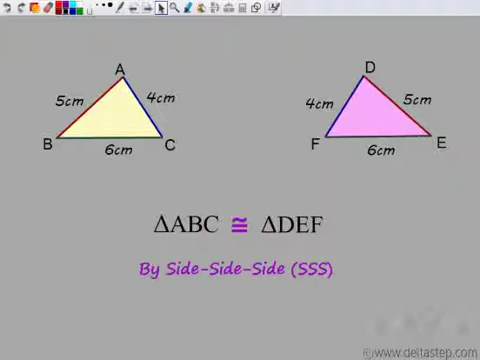 A D
5cm 4cm 4cm 5cm
B C F E
6cm 6cm
ΔABC ≅ ΔDEF
By Side-Side-Side (SSS)
©www.deltastep.com